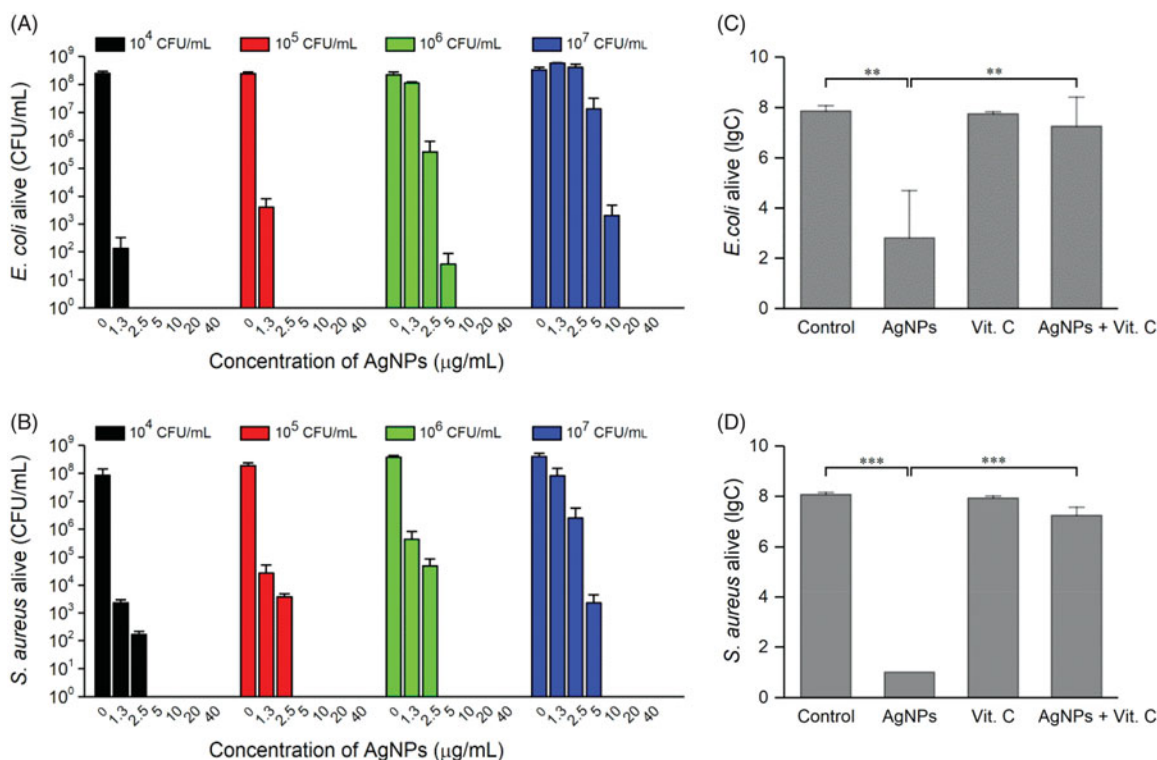 (A)
10⁴ CFU/mL 10⁵ CFU/mL 10⁶ CFU/mL 10⁷ CFU/mL
E. coli alive (CFU/mL)
10⁹
10⁸
10⁷
10⁶
10⁵
10⁴
10³
10²
10¹
10⁰
0 1.3 2.5 5 10 20 40 0 1.3 2.5 5 10 20 40 0 1.3 2.5 5 10 20 40 0 1.3 2.5 5 10 20 40
Concentration of AgNPs (μg/mL)
(C)
E.coli alive (lgC)
10
8
6
4
2
0
** **
Control AgNPs Vit. C AgNPs + Vit. C
(B)
10⁴ CFU/mL 10⁵ CFU/mL 10⁶ CFU/mL 10⁷ CFU/mL
S. aureus alive (CFU/mL)
10⁹
10⁸
10⁷
10⁶
10⁵
10⁴
10³
10²
10¹
10⁰
0 1.3 2.5 5 10 20 40 0 1.3 2.5 5 10 20 40 0 1.3 2.5 5 10 20 40 0 1.3 2.5 5 10 20 40
Concentration of AgNPs (μg/mL)
(D)
S. aureus alive (lgC)
10
8
6
4
2
0
*** ***
Control AgNPs Vit. C AgNPs + Vit. C